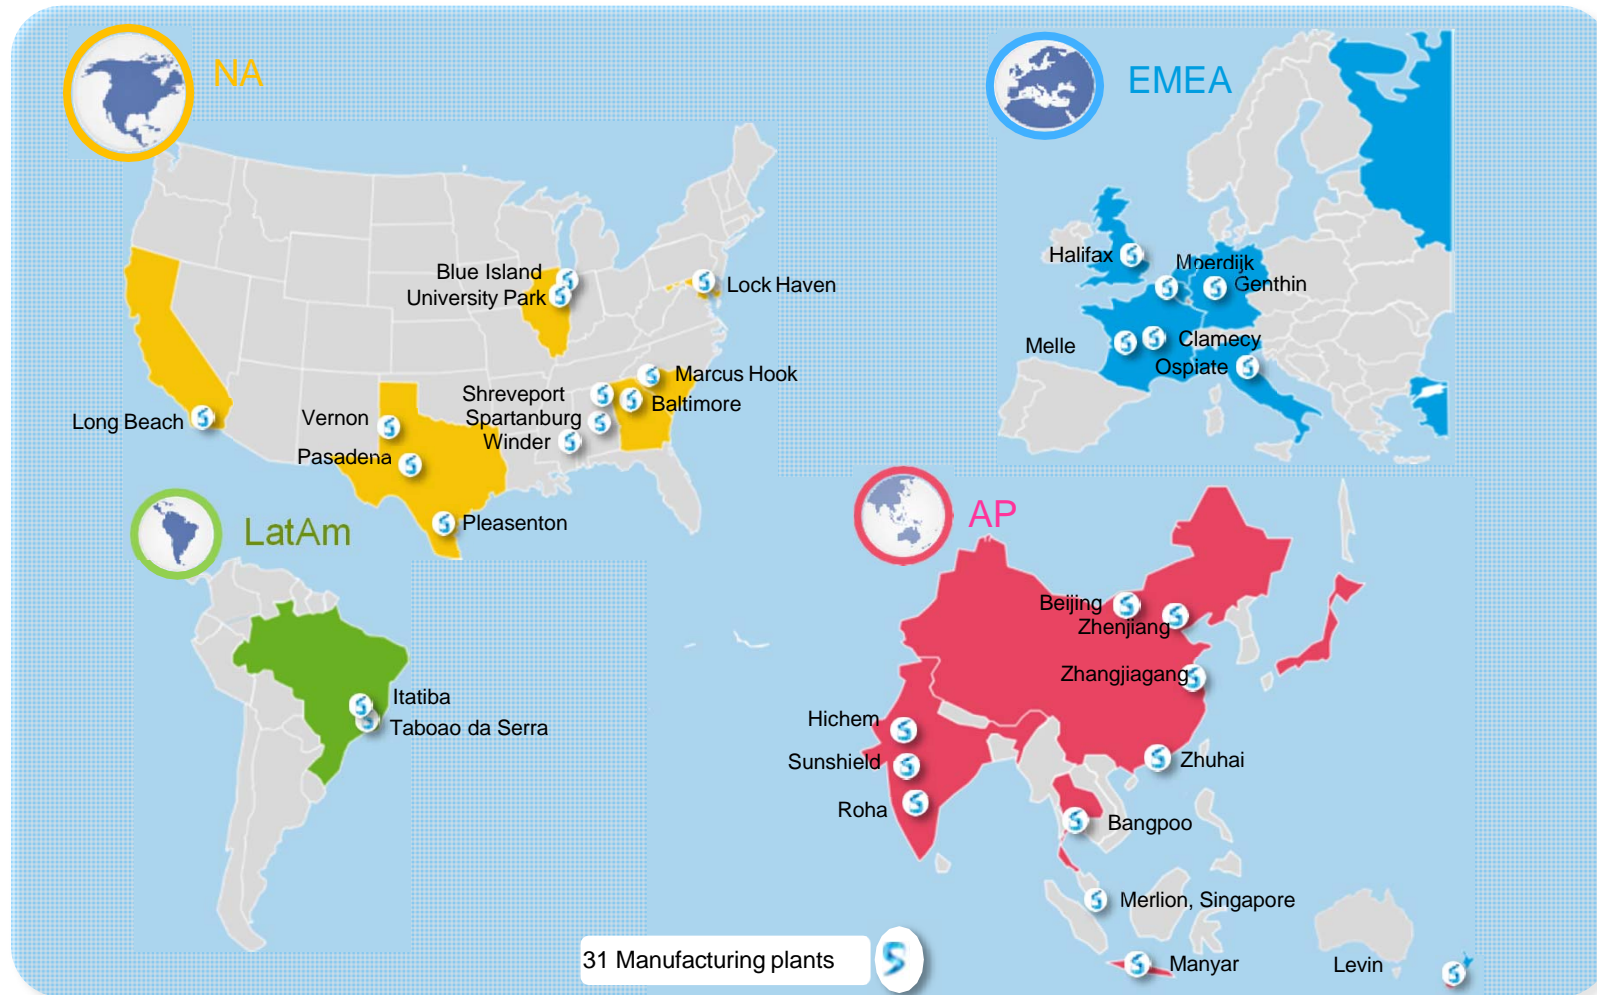 NA
EMEA
Halifax
Moerdijk
Genthin
Blue Island
University Park
Lock Haven
Melle
Clamecy
Ospiate
Marcus Hook
Shreveport
Baltimore
Spartanburg
Winder
Long Beach
Vernon
Pasadena
Pleasenton
LatAm
AP
Beijing
Zhenjiang
Zhangjiagang
Itatiba
Taboao da Serra
Hichem
Sunshield
Zhuhai
Roha
Bangpoo
Merlion, Singapore
31 Manufacturing plants
Manyar
Levin